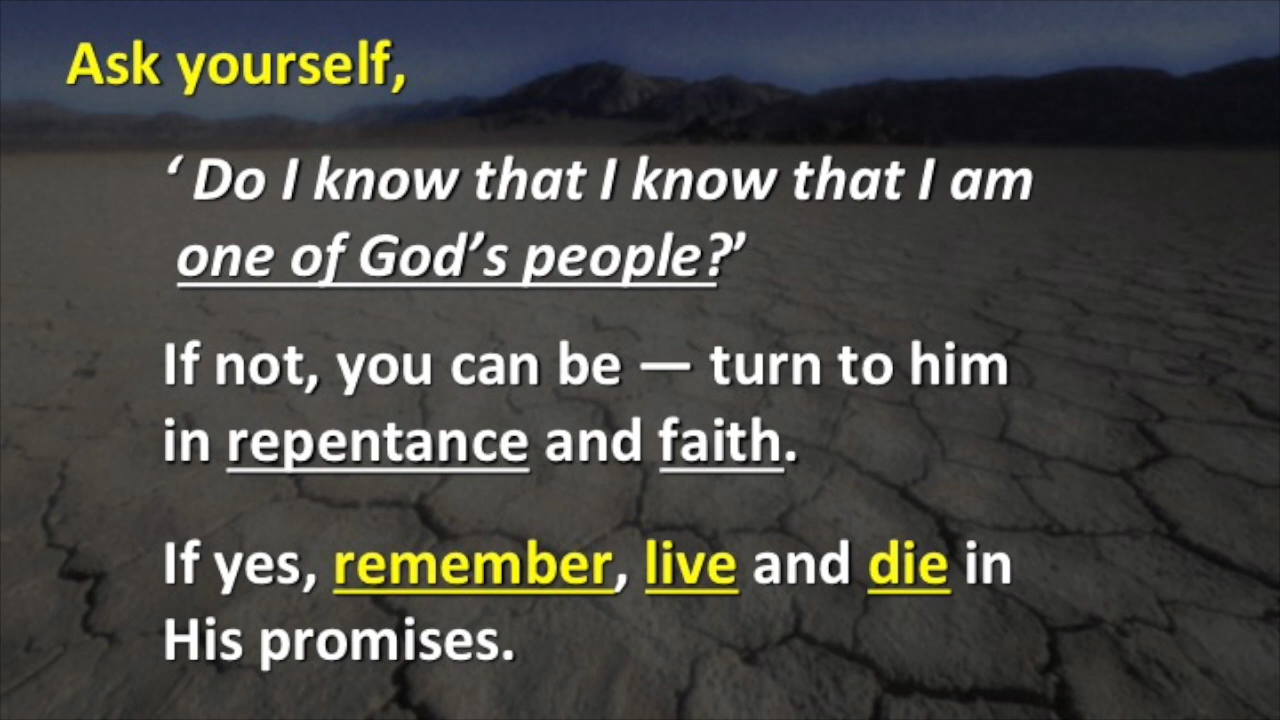 Ask yourself,
‘ Do I know that I know that I am
one of God’s people?’
If not, you can be — turn to him
in repentance and faith.
If yes, remember, live and die in
His promises.